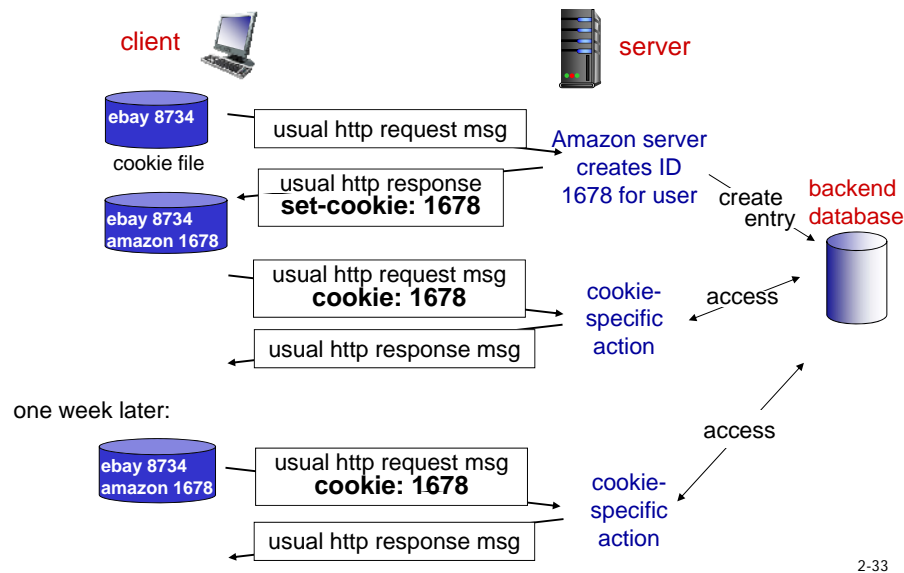 client
server
ebay 8734
cookie file
usual http request msg
Amazon server
creates ID
1678 for user
usual http response
set-cookie: 1678
create
entry
backend
database
ebay 8734
amazon 1678
usual http request msg
cookie: 1678
cookie-
specific
action
access
usual http response msg
one week later:
access
ebay 8734
amazon 1678
usual http request msg
cookie: 1678
cookie-
specific
action
usual http response msg
2-33